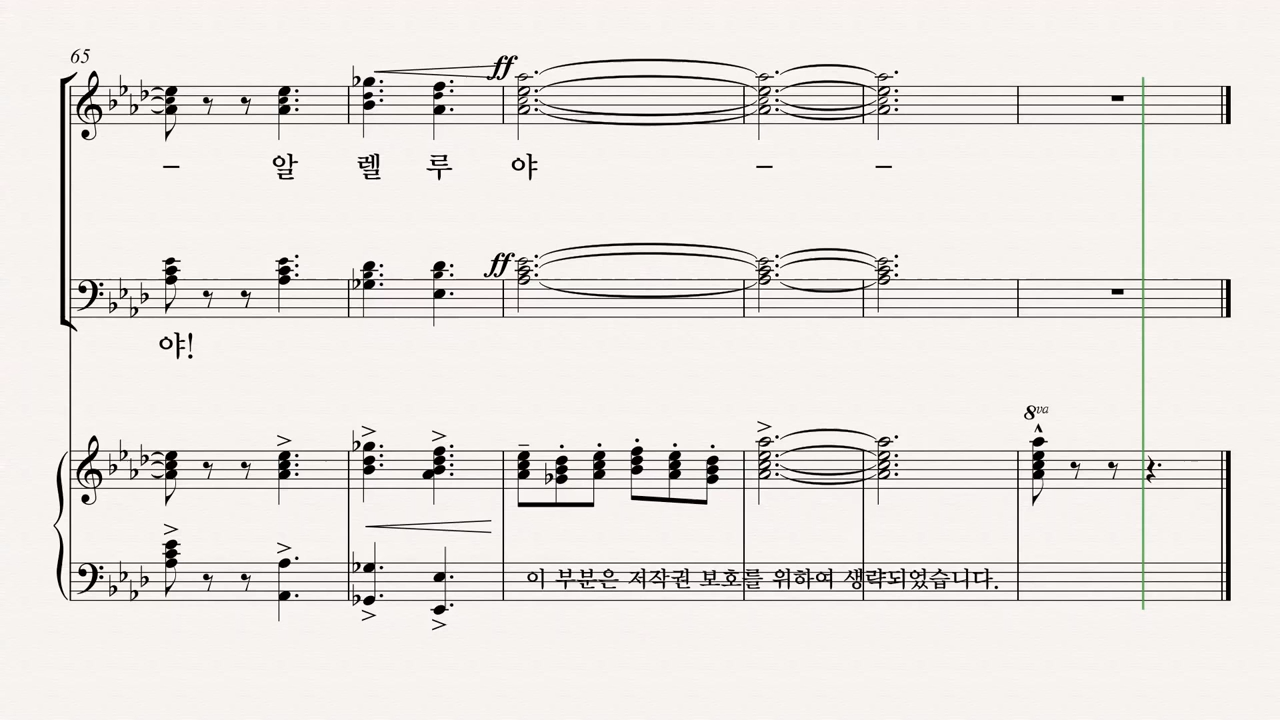 65
ff
– 알 렐 루 야 – –
ff
야!
8va
이 부분은 저작권 보호를 위하여 생략되었습니다.